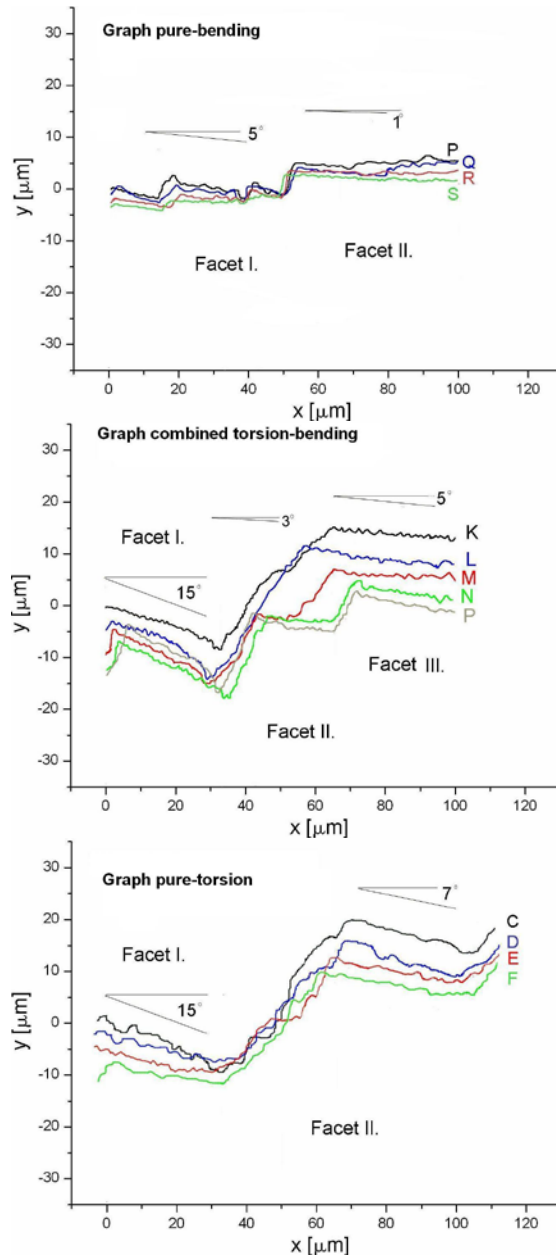 Graph pure-bending
30
20
10
0
-10
-20
-30
y [μm]
5°
1°
P
Q
R
S
Facet I.
Facet II.
0 20 40 60 80 100 120
x [μm]
Graph combined torsion-bending
30
20
10
0
-10
-20
-30
y [μm]
Facet I.
15°
3°
5°
K
L
M
N
P
Facet III.
Facet II.
0 20 40 60 80 100 120
x [μm]
Graph pure-torsion
30
20
10
0
-10
-20
-30
y [μm]
Facet I.
15°
7°
C
D
E
F
Facet II.
0 20 40 60 80 100 120
x [μm]